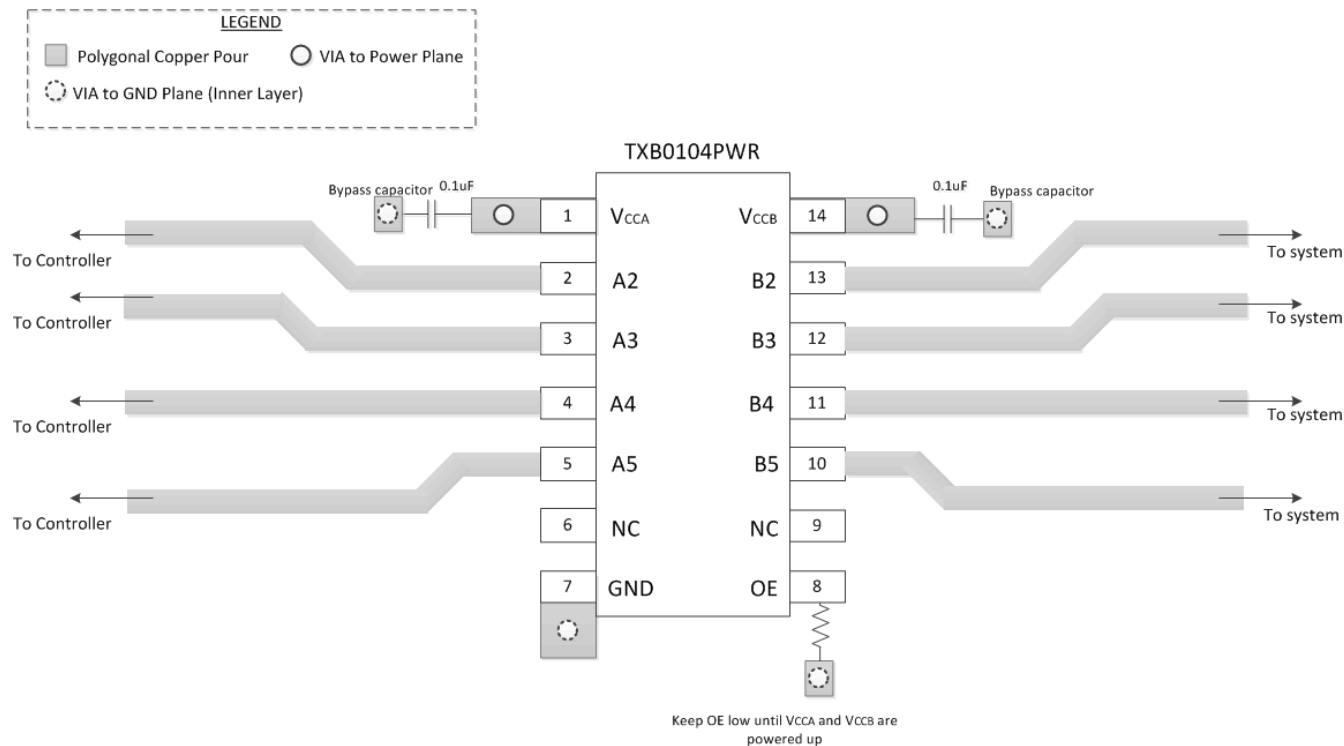 LEGEND
Polygonal Copper Pour
VIA to Power Plane
VIA to GND Plane (Inner Layer)
TXB0104PWR
Bypass capacitor
0.1uF
0.1uF
Bypass capacitor
1
VCCA
VCCB
14
To Controller
2
A2
B2
13
To system
To Controller
3
A3
B3
12
To system
To Controller
4
A4
B4
11
To system
5
A5
B5
10
To Controller
To system
6
NC
NC
9
7
GND
OE
8
Keep OE low until VCCA and VCCB are
powered up